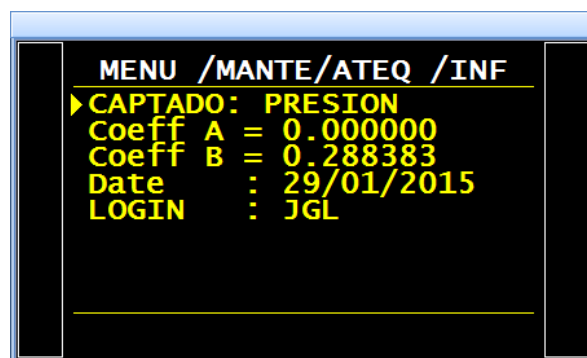 MENU /MANTE/ATEQ /INF
CAPTADO: PRESION
Coeff A = 0.000000
Coeff B = 0.288383
Date : 29/01/2015
LOGIN : JGL